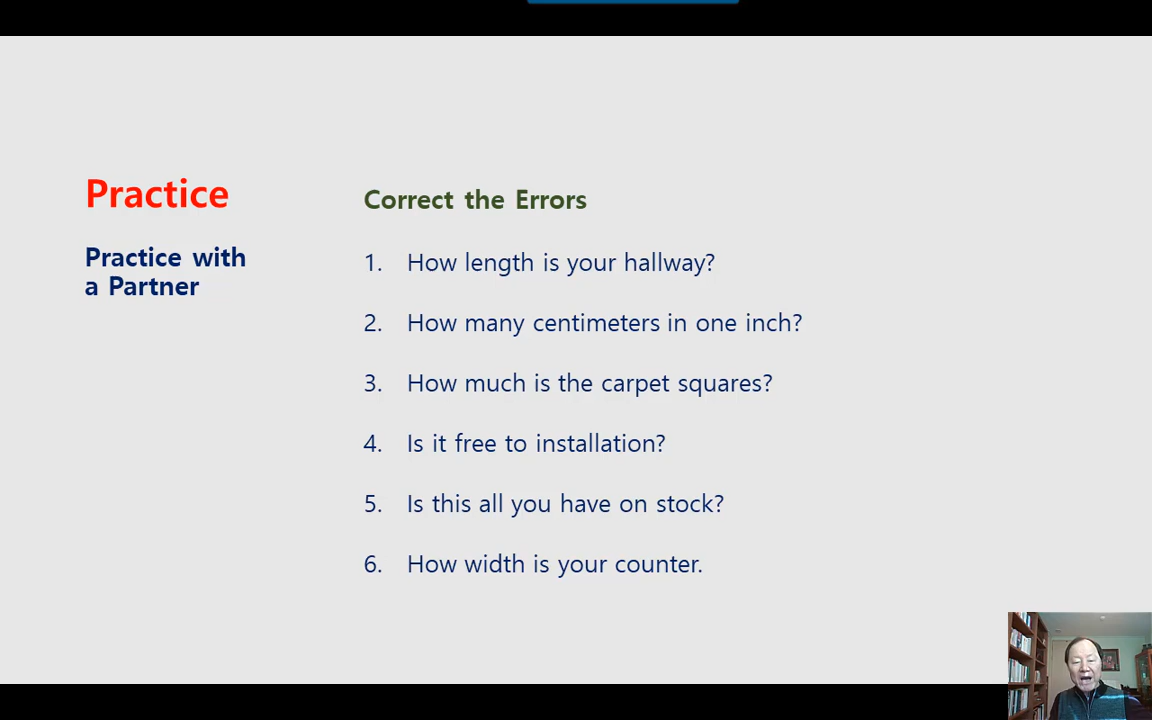 Practice
Practice with
a Partner
Correct the Errors
1. How length is your hallway?
2. How many centimeters in one inch?
3. How much is the carpet squares?
4. Is it free to installation?
5. Is this all you have on stock?
6. How width is your counter.